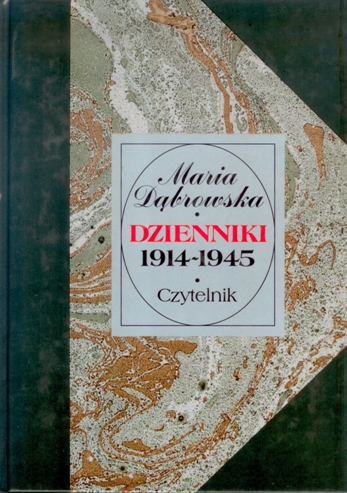 Maria
Dąbrowska
DZIENNIKI
1914-1945
Czytelnik